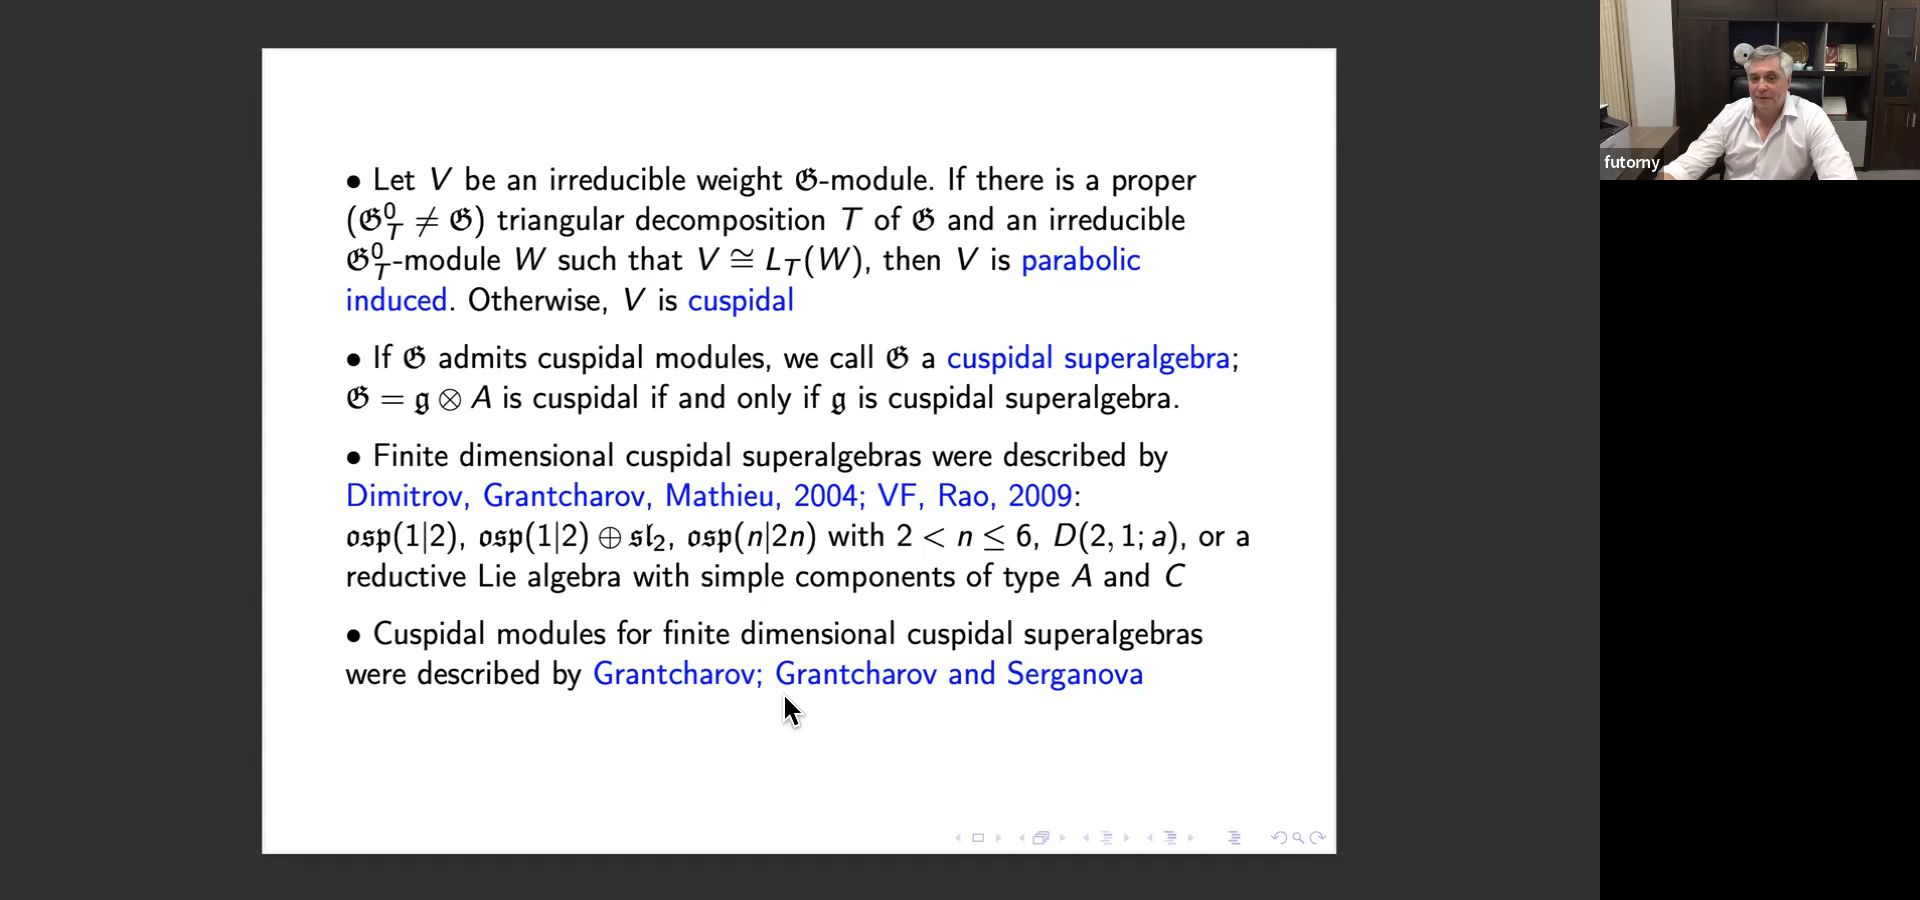 • Let V be an irreducible weight 𝔊-module. If there is a proper
(𝔊⁰_T ≠ 𝔊) triangular decomposition T of 𝔊 and an irreducible
𝔊⁰_T-module W such that V ≅ L_T(W), then V is parabolic
induced. Otherwise, V is cuspidal
• If 𝔊 admits cuspidal modules, we call 𝔊 a cuspidal superalgebra;
𝔊 = 𝔤 ⊗ A is cuspidal if and only if 𝔤 is cuspidal superalgebra.
• Finite dimensional cuspidal superalgebras were described by
Dimitrov, Grantcharov, Mathieu, 2004; VF, Rao, 2009:
𝔬𝔰𝔭(1|2), 𝔬𝔰𝔭(1|2) ⊕ 𝔰𝔩₂, 𝔬𝔰𝔭(n|2n) with 2 < n ≤ 6, D(2, 1; a), or a
reductive Lie algebra with simple components of type A and C
• Cuspidal modules for finite dimensional cuspidal superalgebras
were described by Grantcharov; Grantcharov and Serganova
futorny